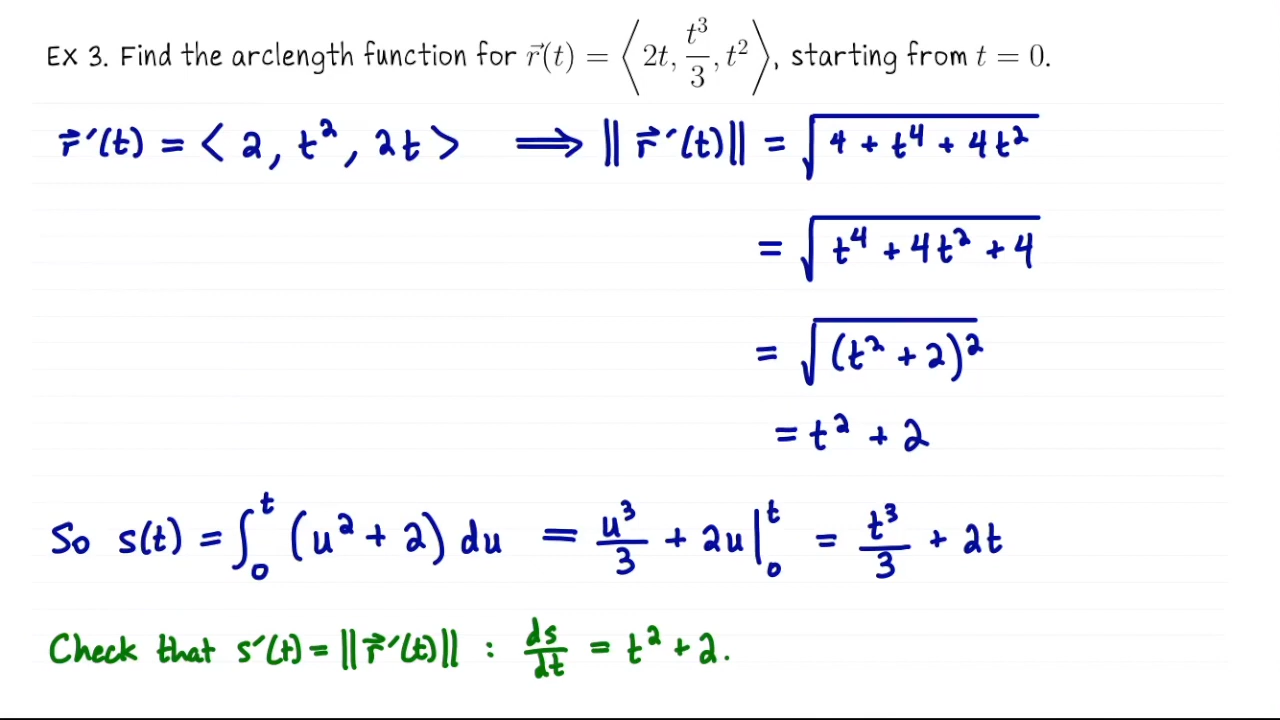 Ex 3. Find the arclength function for r⃗(t) = ⟨2t, t³/3, t²⟩, starting from t = 0.
r⃗′(t) = < 2, t², 2t > ⟹ ‖r⃗′(t)‖ = √(4 + t⁴ + 4t²)
= √(t⁴ + 4t² + 4)
= √((t² + 2)²)
= t² + 2
So s(t) = ∫₀ᵗ (u² + 2) du = u³/3 + 2u |₀ᵗ = t³/3 + 2t
Check that s′(t) = ‖r⃗′(t)‖ : ds/dt = t² + 2.